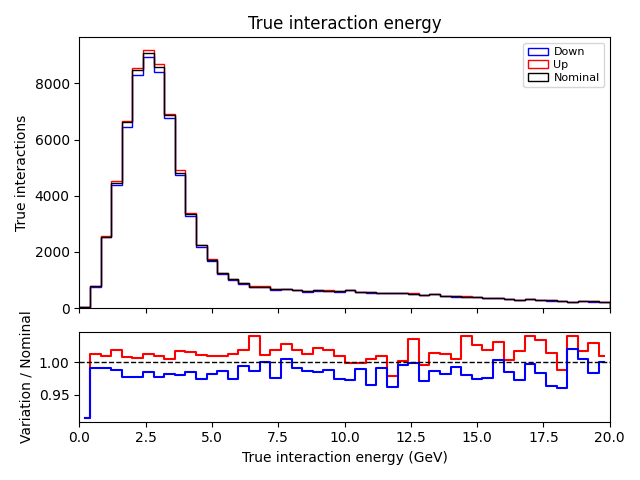 True interaction energy
Down
Up
Nominal
True interactions
8000
6000
4000
2000
0
Variation / Nominal
1.00
0.95
0.0 2.5 5.0 7.5 10.0 12.5 15.0 17.5 20.0
True interaction energy (GeV)